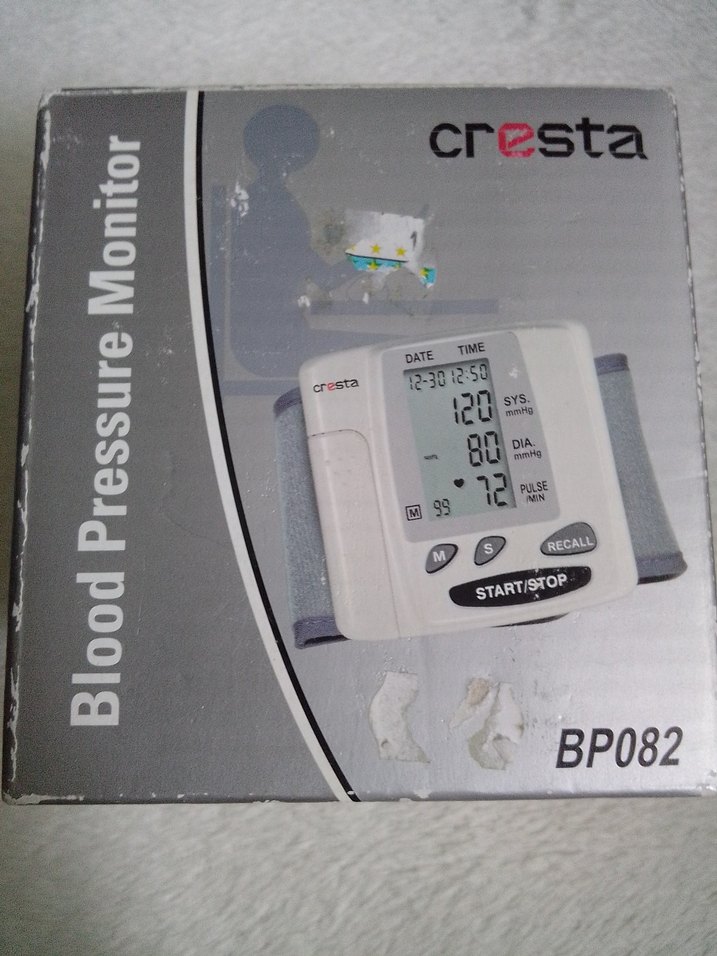 Blood Pressure Monitor
cresta
cresta
DATE TIME
12-30 12:50
120 SYS. mmHg
80 DIA. mmHg
72 PULSE /MIN
M 99
M S RECALL
START/STOP
BP082